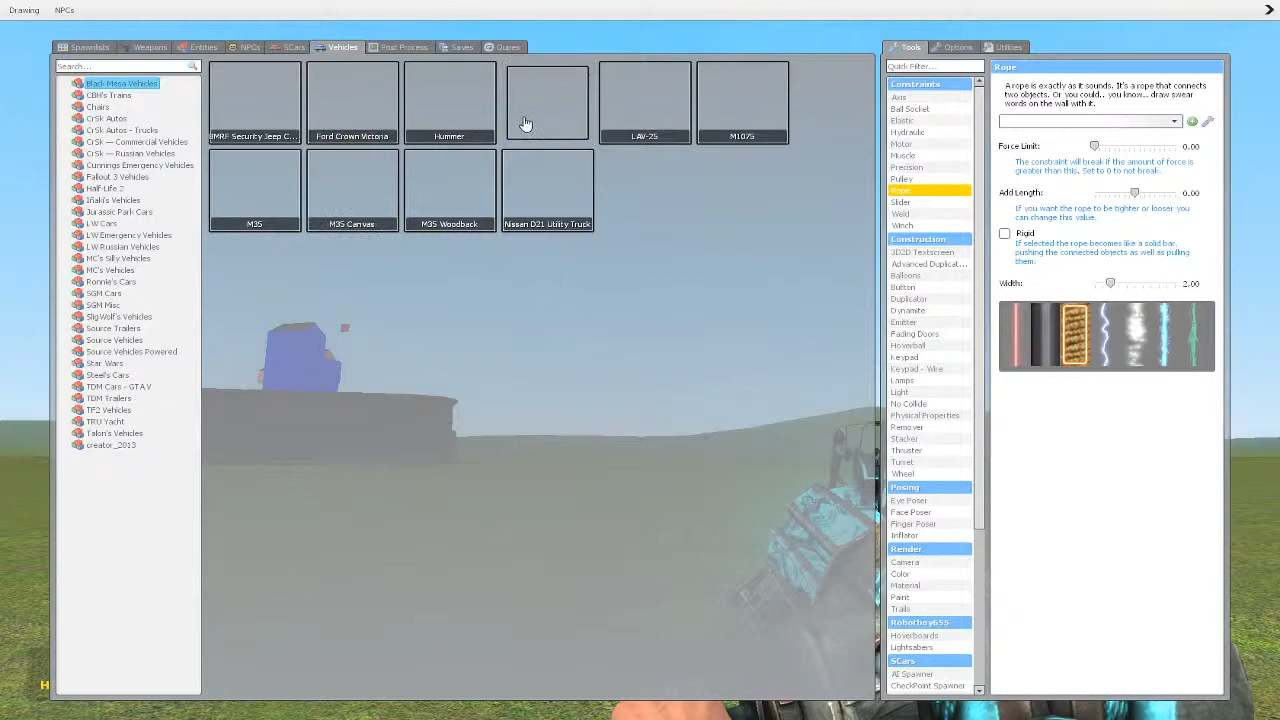 Drawing NPCs
Spawnlists Weapons Entities NPCs SCars Vehicles Post Process Saves Dupes
Search...
Black Mesa Vehicles
CBH's Trains
Chairs
CrSk Autos
CrSk Autos - Trucks
CrSk — Commercial Vehicles
CrSk — Russian Vehicles
Cunnings Emergency Vehicles
Fallout 3 Vehicles
Half-Life 2
Iñaki's Vehicles
Jurassic Park Cars
LW Cars
LW Emergency Vehicles
LW Russian Vehicles
MC's Silly Vehicles
MC's Vehicles
Ronnie's Cars
SGM Cars
SGM Misc
SligWolf's Vehicles
Source Trailers
Source Vehicles
Source Vehicles Powered
Star Wars
Steel's Cars
TDM Cars - GTA V
TDM Trailers
TF2 Vehicles
TRU Yacht
Talon's Vehicles
creator_2013
BMRF Security Jeep C... Ford Crown Victoria Hummer LAV-25 M1075
M35 M35 Canvas M35 Woodback Nissan D21 Utility Truck
Tools Options Utilities
Quick Filter...
Constraints
Axis
Ball Socket
Elastic
Hydraulic
Motor
Muscle
Precision
Pulley
Rope
Slider
Weld
Winch
Construction
3D2D Textscreen
Advanced Duplicat...
Balloons
Button
Duplicator
Dynamite
Emitter
Fading Doors
Hoverball
Keypad
Keypad - Wire
Lamps
Light
No Collide
Physical Properties
Remover
Stacker
Thruster
Turret
Wheel
Posing
Eye Poser
Face Poser
Finger Poser
Inflator
Render
Camera
Color
Material
Paint
Trails
Robotboy655
Hoverboards
Lightsabers
SCars
AI Spawner
CheckPoint Spawner
Rope
A rope is exactly as it sounds. It's a rope that connects
two objects. Or you could.. you know.. draw swear
words on the wall with it.
Force Limit: 0.00
The constraint will break if the amount of force is
greater than this. Set to 0 to not break.
Add Length: 0.00
If you want the rope to be tighter or looser you
can change this value.
Rigid
If selected the rope becomes like a solid bar,
pushing the connected objects as well as pulling
them.
Width: 2.00
H